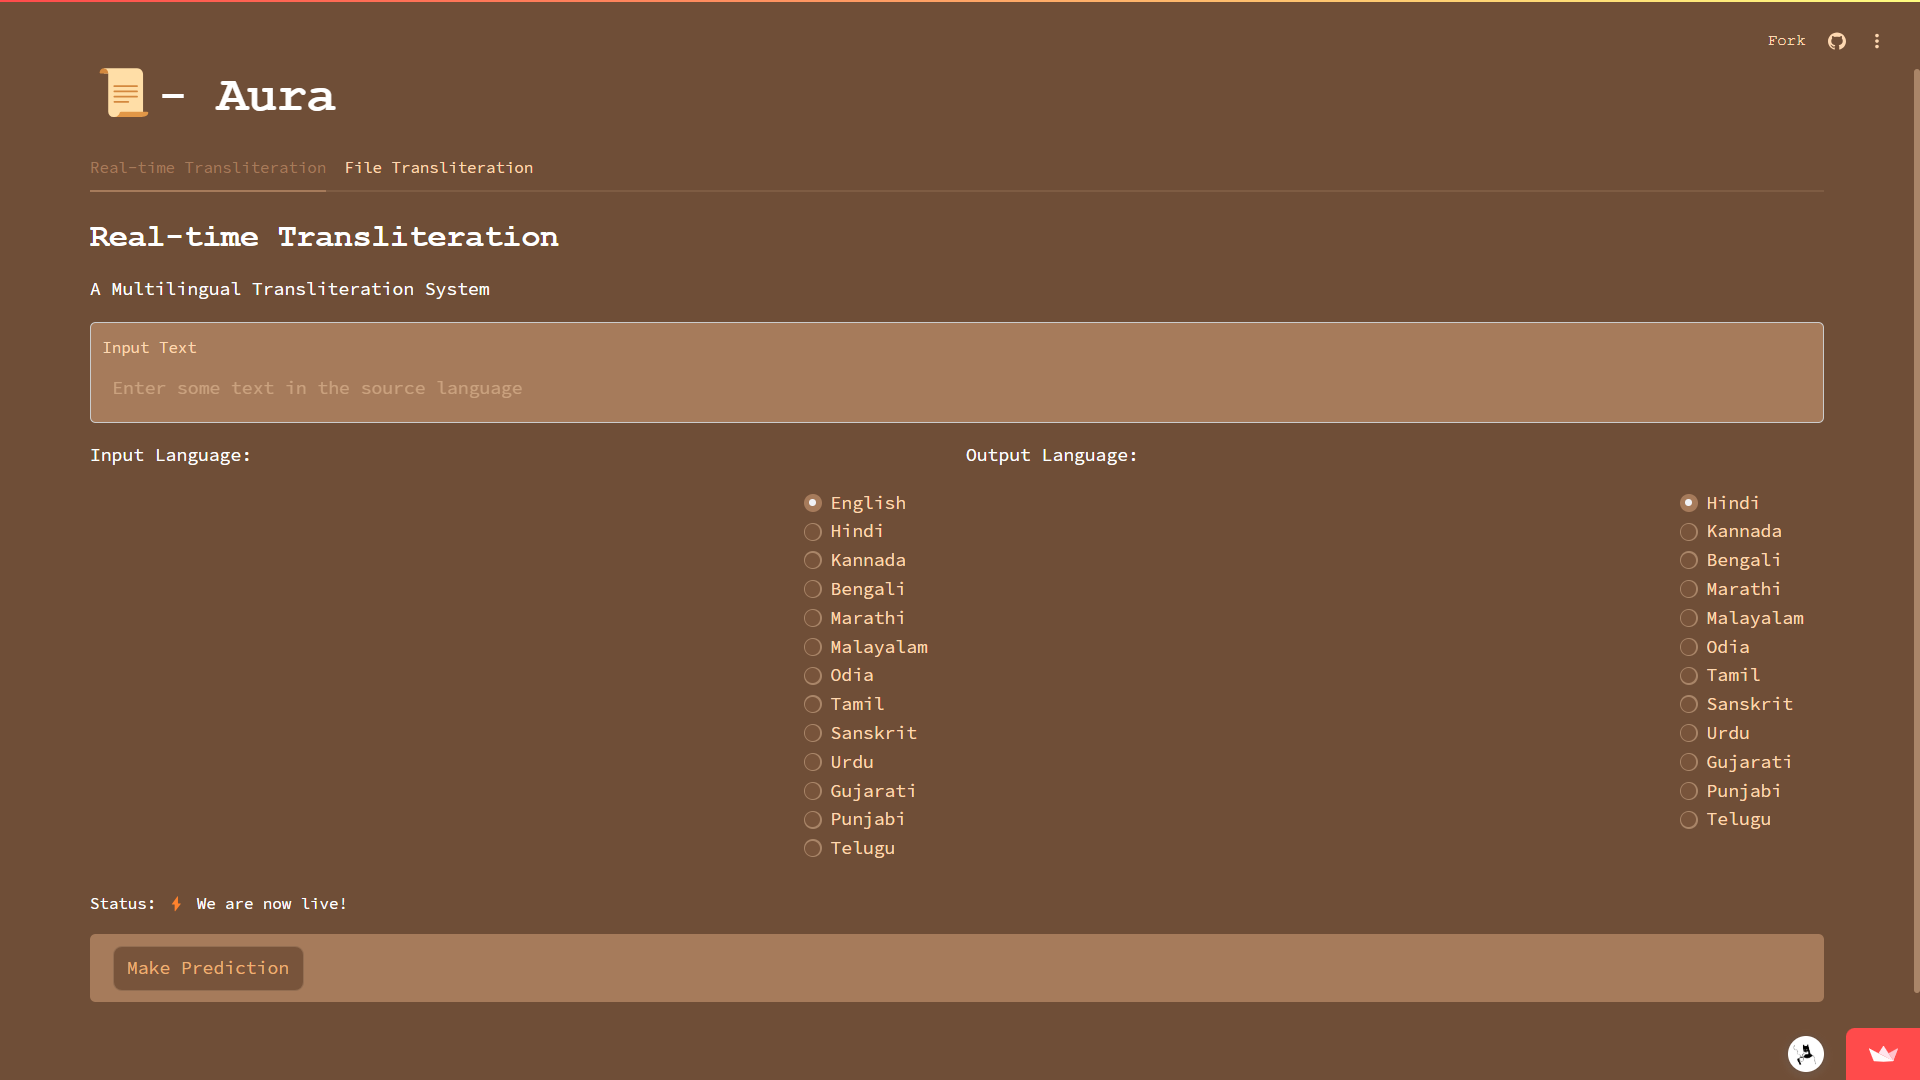 Fork
- Aura
Real-time Transliteration File Transliteration
Real-time Transliteration
A Multilingual Transliteration System
Input Text
Enter some text in the source language
Input Language:
English
Hindi
Kannada
Bengali
Marathi
Malayalam
Odia
Tamil
Sanskrit
Urdu
Gujarati
Punjabi
Telugu
Output Language:
Hindi
Kannada
Bengali
Marathi
Malayalam
Odia
Tamil
Sanskrit
Urdu
Gujarati
Punjabi
Telugu
Status: ⚡ We are now live!
Make Prediction